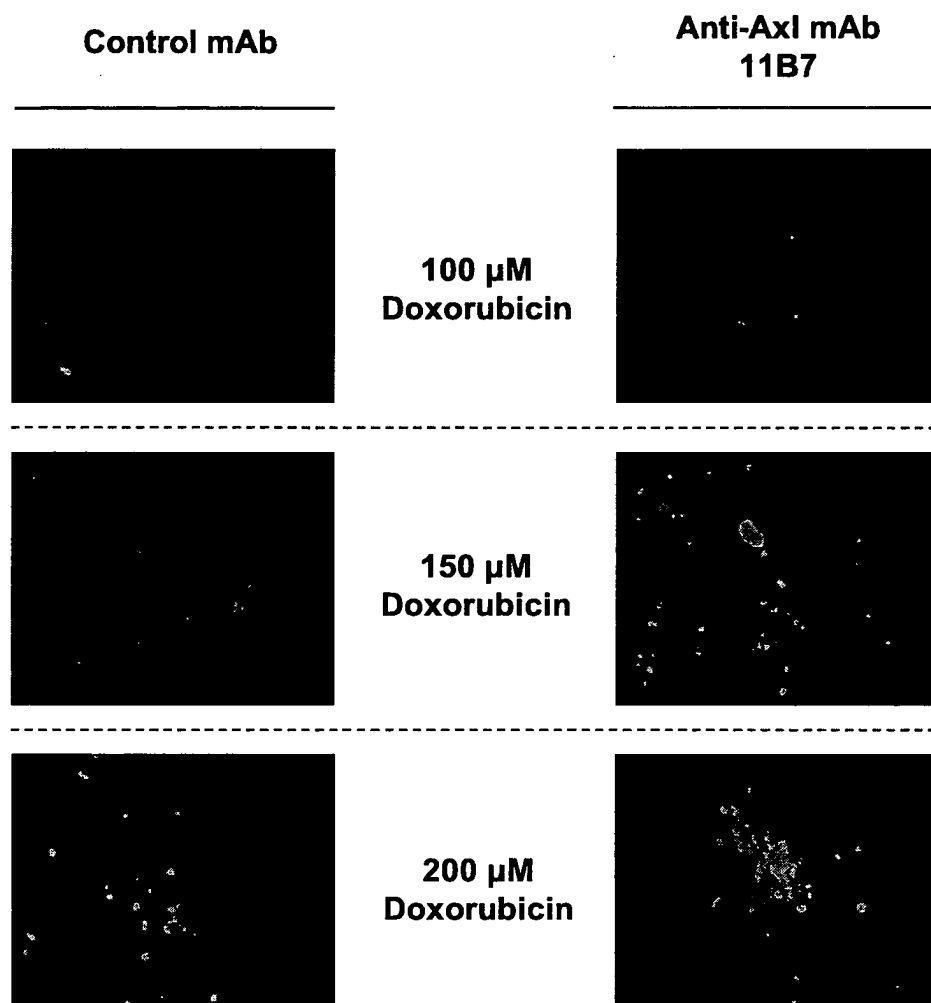 Control mAb
Anti-Axl mAb
11B7
100 µM
Doxorubicin
150 µM
Doxorubicin
200 µM
Doxorubicin